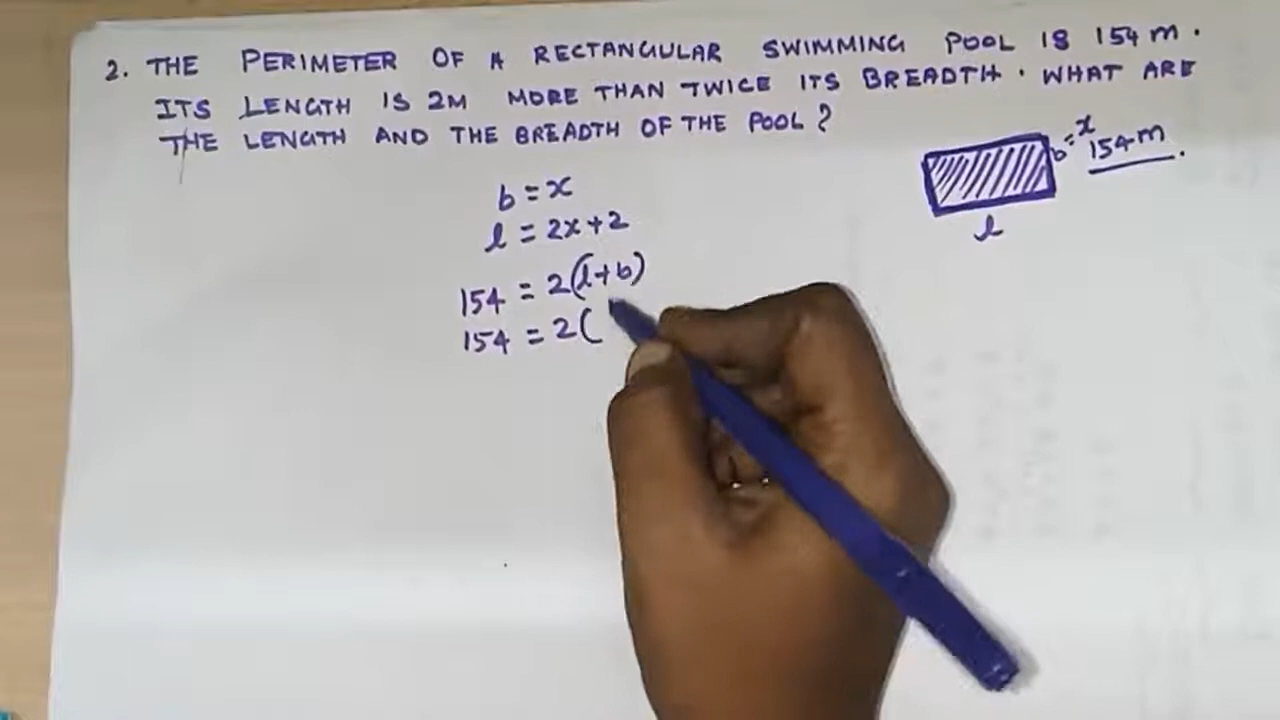 2. THE PERIMETER OF A RECTANGULAR SWIMMING POOL IS 154 m.
ITS LENGTH IS 2M MORE THAN TWICE ITS BREADTH. WHAT ARE
THE LENGTH AND THE BREADTH OF THE POOL?
b = x
154 m.
l
b = x
l = 2x+2
154 = 2(l+b)
154 = 2(